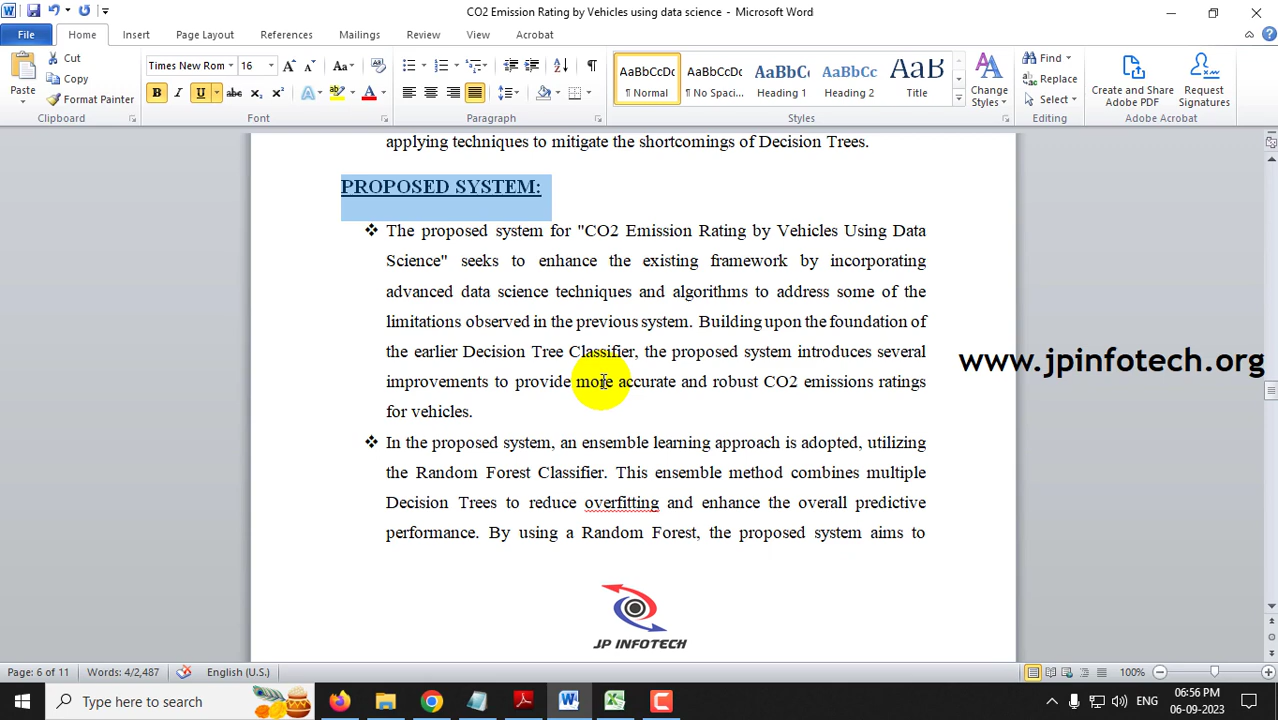 CO2 Emission Rating by Vehicles using data science - Microsoft Word
File Home Insert Page Layout References Mailings Review View Acrobat
Paste
Cut
Copy
Format Painter
Clipboard
Times New Rom 16
B I U abc x₂ x² A
Font
Paragraph
AaBbCcDc AaBbCcDc AaBbC AaBbCc AaB
¶ Normal ¶ No Spaci... Heading 1 Heading 2 Title
Styles
Change
Styles
Find
Replace
Select
Editing
Create and Share
Adobe PDF
Request
Signatures
Adobe Acrobat
applying techniques to mitigate the shortcomings of Decision Trees.
PROPOSED SYSTEM:
❖ The proposed system for "CO2 Emission Rating by Vehicles Using Data
Science" seeks to enhance the existing framework by incorporating
advanced data science techniques and algorithms to address some of the
limitations observed in the previous system. Building upon the foundation of
the earlier Decision Tree Classifier, the proposed system introduces several
improvements to provide more accurate and robust CO2 emissions ratings
for vehicles.
❖ In the proposed system, an ensemble learning approach is adopted, utilizing
the Random Forest Classifier. This ensemble method combines multiple
Decision Trees to reduce overfitting and enhance the overall predictive
performance. By using a Random Forest, the proposed system aims to
www.jpinfotech.org
JP INFOTECH
Page: 6 of 11 Words: 4/2,487 English (U.S.) 100%
Type here to search
ENG
06:56 PM
06-09-2023